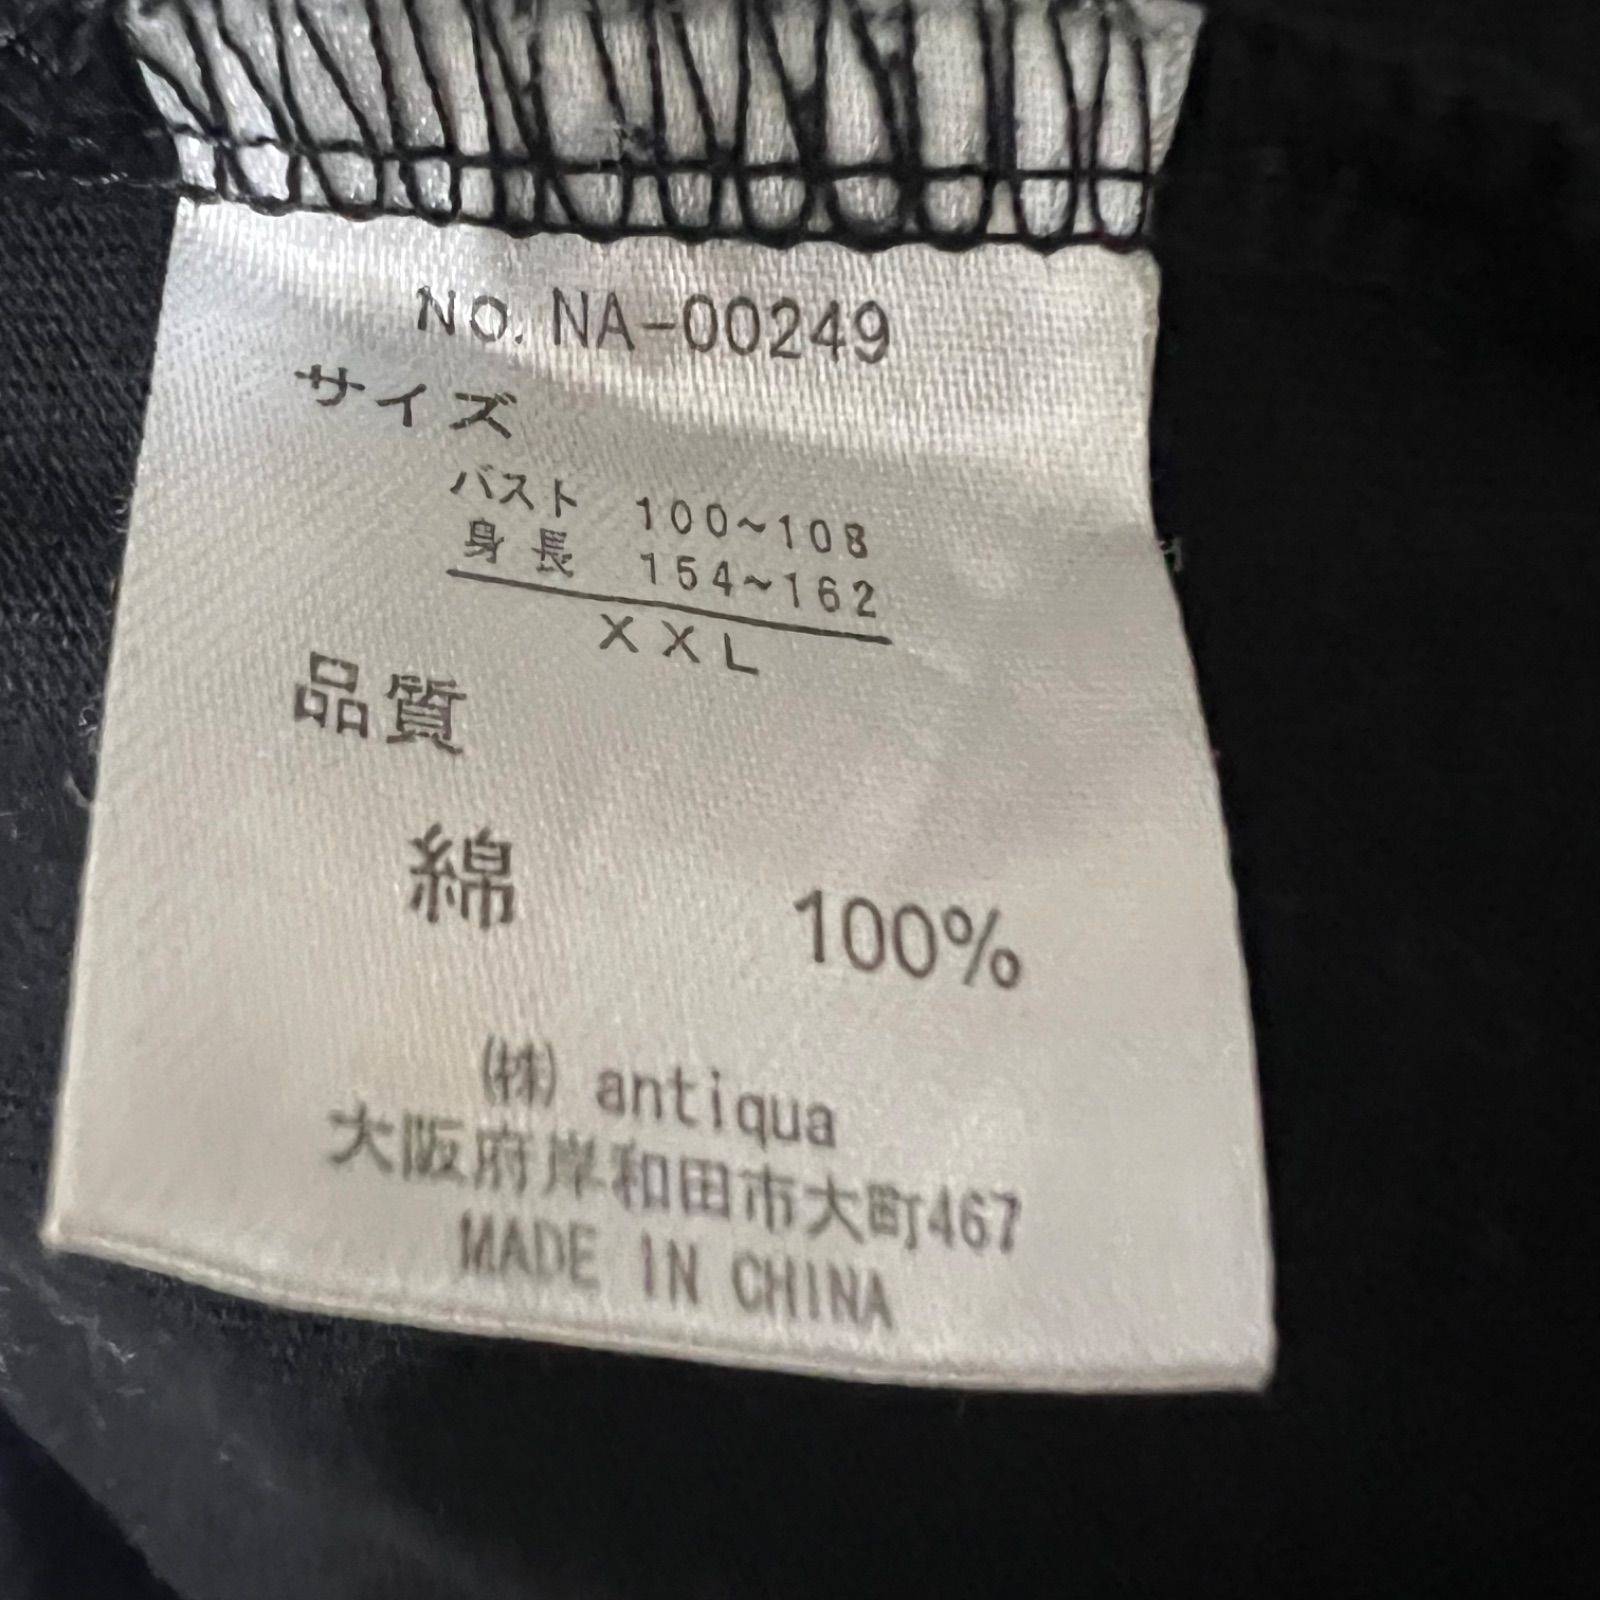 NO. NA-00249
サイズ
バスト 100~108
身長 154~162
XXL
品質
綿 100%
(株) antiqua
大阪府岸和田市大町467
MADE IN CHINA